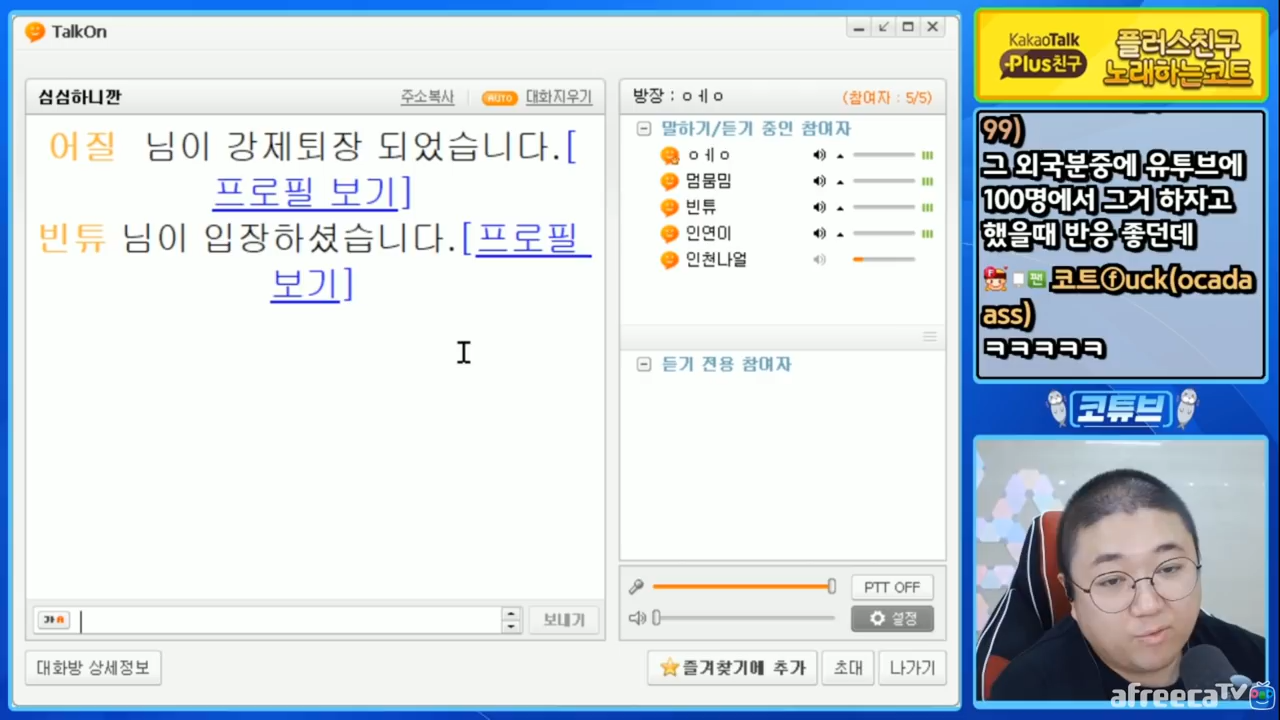 TalkOn
심심하니깐
주소복사
AUTO 대화지우기
어질 님이 강제퇴장 되었습니다.[
프로필 보기]
빈튜 님이 입장하셨습니다.[프로필
보기]
가A
보내기
대화방 상세정보
방장 : ㅇㅔㅇ
(참여자 : 5/5)
말하기/듣기 중인 참여자
ㅇㅔㅇ
멈뭄밈
빈튜
인연이
인천나얼
듣기 전용 참여자
PTT OFF
설정
즐겨찾기에 추가
초대
나가기
KakaoTalk
Plus친구
플러스친구
노래하는코트
99)
그 외국분중에 유투브에
100명에서 그거 하자고
했을때 반응 좋던데
F 팬 코트ⓕuck(ocada
ass)
ㅋㅋㅋㅋㅋ
코튜브
afreecaTV